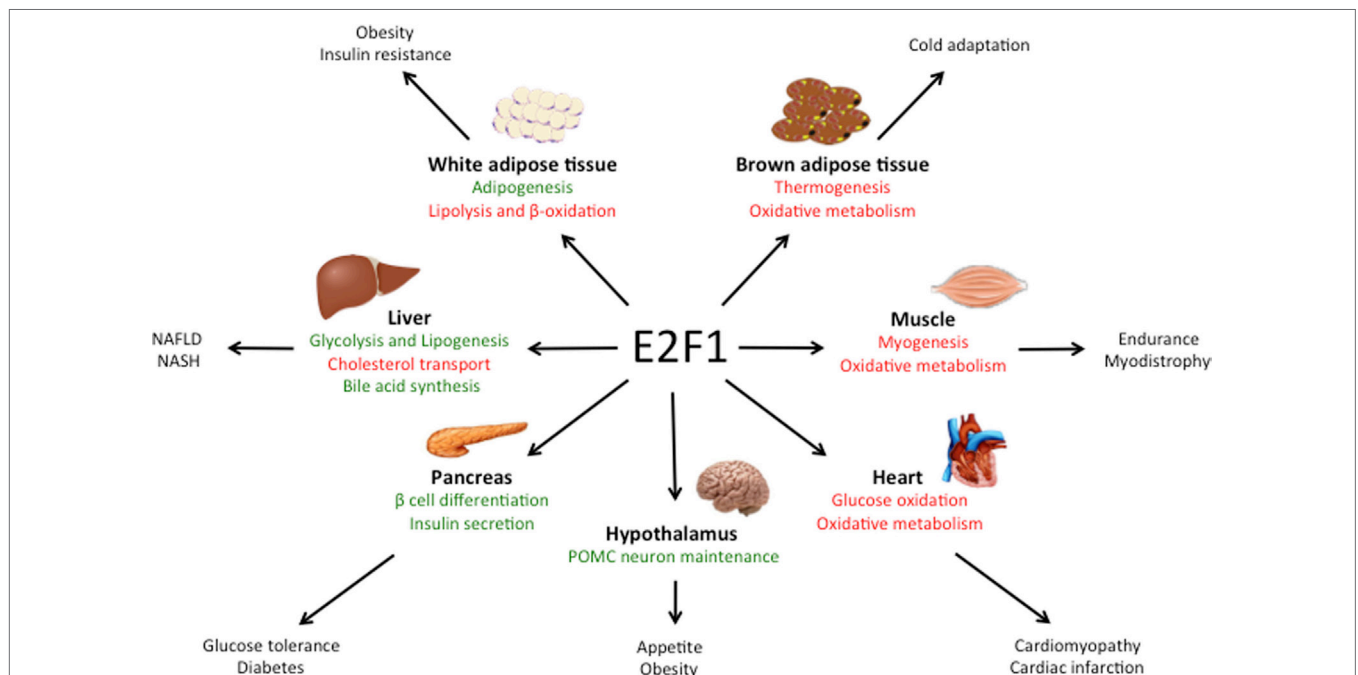 Obesity
Insulin resistance
Cold adaptation
White adipose tissue
Adipogenesis
Lipolysis and β-oxidation
Brown adipose tissue
Thermogenesis
Oxidative metabolism
Liver
Glycolysis and Lipogenesis
Cholesterol transport
Bile acid synthesis
NAFLD
NASH
E2F1
Muscle
Myogenesis
Oxidative metabolism
Endurance
Myodistrophy
Pancreas
β cell differentiation
Insulin secretion
Hypothalamus
POMC neuron maintenance
Heart
Glucose oxidation
Oxidative metabolism
Glucose tolerance
Diabetes
Appetite
Obesity
Cardiomyopathy
Cardiac infarction